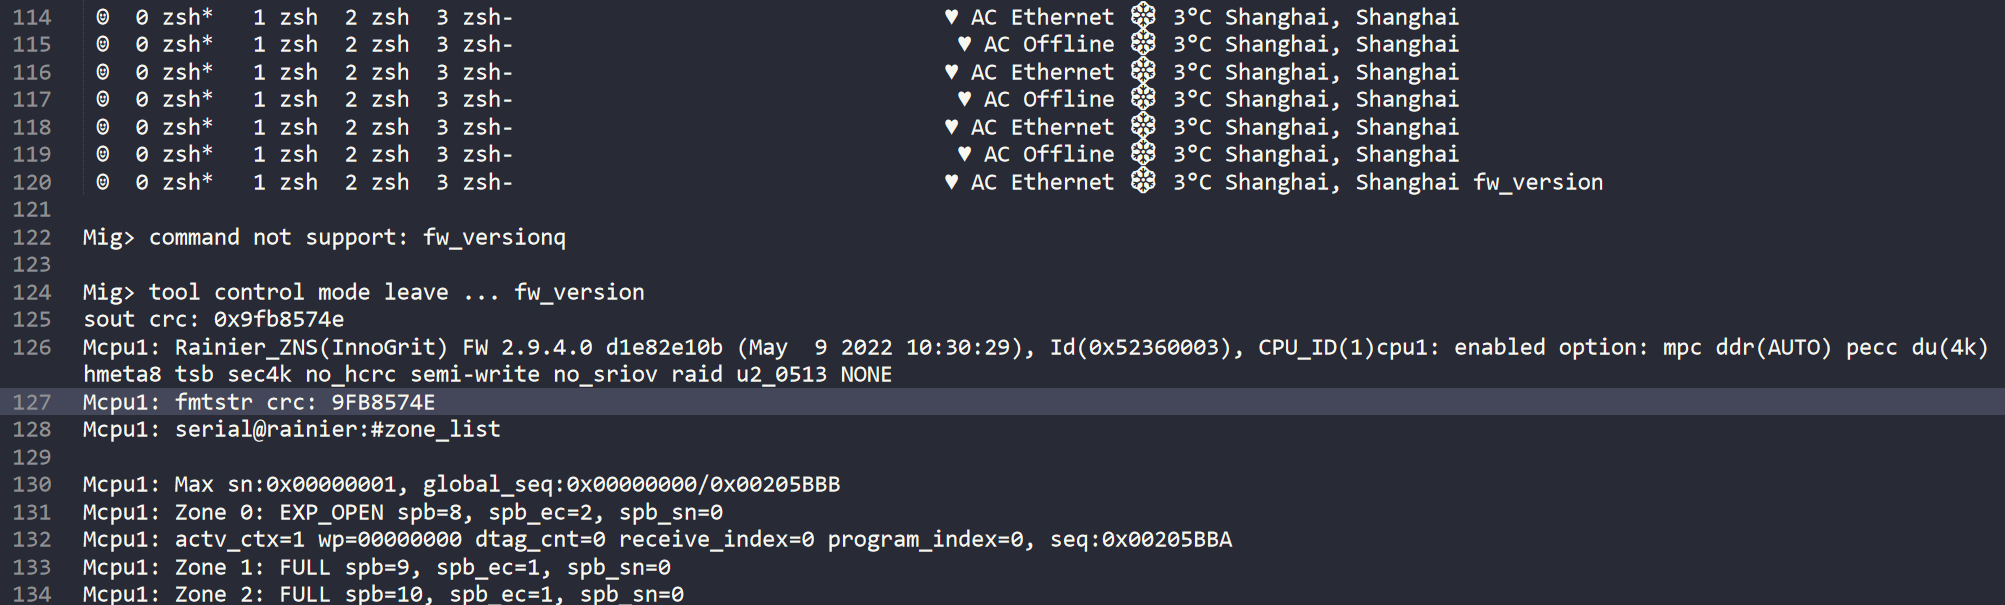 114 ☺ 0 zsh* 1 zsh 2 zsh 3 zsh- ♥ AC Ethernet ❄ 3°C Shanghai, Shanghai
115 ☺ 0 zsh* 1 zsh 2 zsh 3 zsh- ♥ AC Offline ❄ 3°C Shanghai, Shanghai
116 ☺ 0 zsh* 1 zsh 2 zsh 3 zsh- ♥ AC Ethernet ❄ 3°C Shanghai, Shanghai
117 ☺ 0 zsh* 1 zsh 2 zsh 3 zsh- ♥ AC Offline ❄ 3°C Shanghai, Shanghai
118 ☺ 0 zsh* 1 zsh 2 zsh 3 zsh- ♥ AC Ethernet ❄ 3°C Shanghai, Shanghai
119 ☺ 0 zsh* 1 zsh 2 zsh 3 zsh- ♥ AC Offline ❄ 3°C Shanghai, Shanghai
120 ☺ 0 zsh* 1 zsh 2 zsh 3 zsh- ♥ AC Ethernet ❄ 3°C Shanghai, Shanghai fw_version
121
122 Mig> command not support: fw_versionq
123
124 Mig> tool control mode leave ... fw_version
125 sout crc: 0x9fb8574e
126 Mcpu1: Rainier_ZNS(InnoGrit) FW 2.9.4.0 d1e82e10b (May  9 2022 10:30:29), Id(0x52360003), CPU_ID(1)cpu1: enabled option: mpc ddr(AUTO) pecc du(4k)
hmeta8 tsb sec4k no_hcrc semi-write no_sriov raid u2_0513 NONE
127 Mcpu1: fmtstr crc: 9FB8574E
128 Mcpu1: serial@rainier:#zone_list
129
130 Mcpu1: Max sn:0x00000001, global_seq:0x00000000/0x00205BBB
131 Mcpu1: Zone 0: EXP_OPEN spb=8, spb_ec=2, spb_sn=0
132 Mcpu1: actv_ctx=1 wp=00000000 dtag_cnt=0 receive_index=0 program_index=0, seq:0x00205BBA
133 Mcpu1: Zone 1: FULL spb=9, spb_ec=1, spb_sn=0
134 Mcpu1: Zone 2: FULL spb=10, spb_ec=1, spb_sn=0